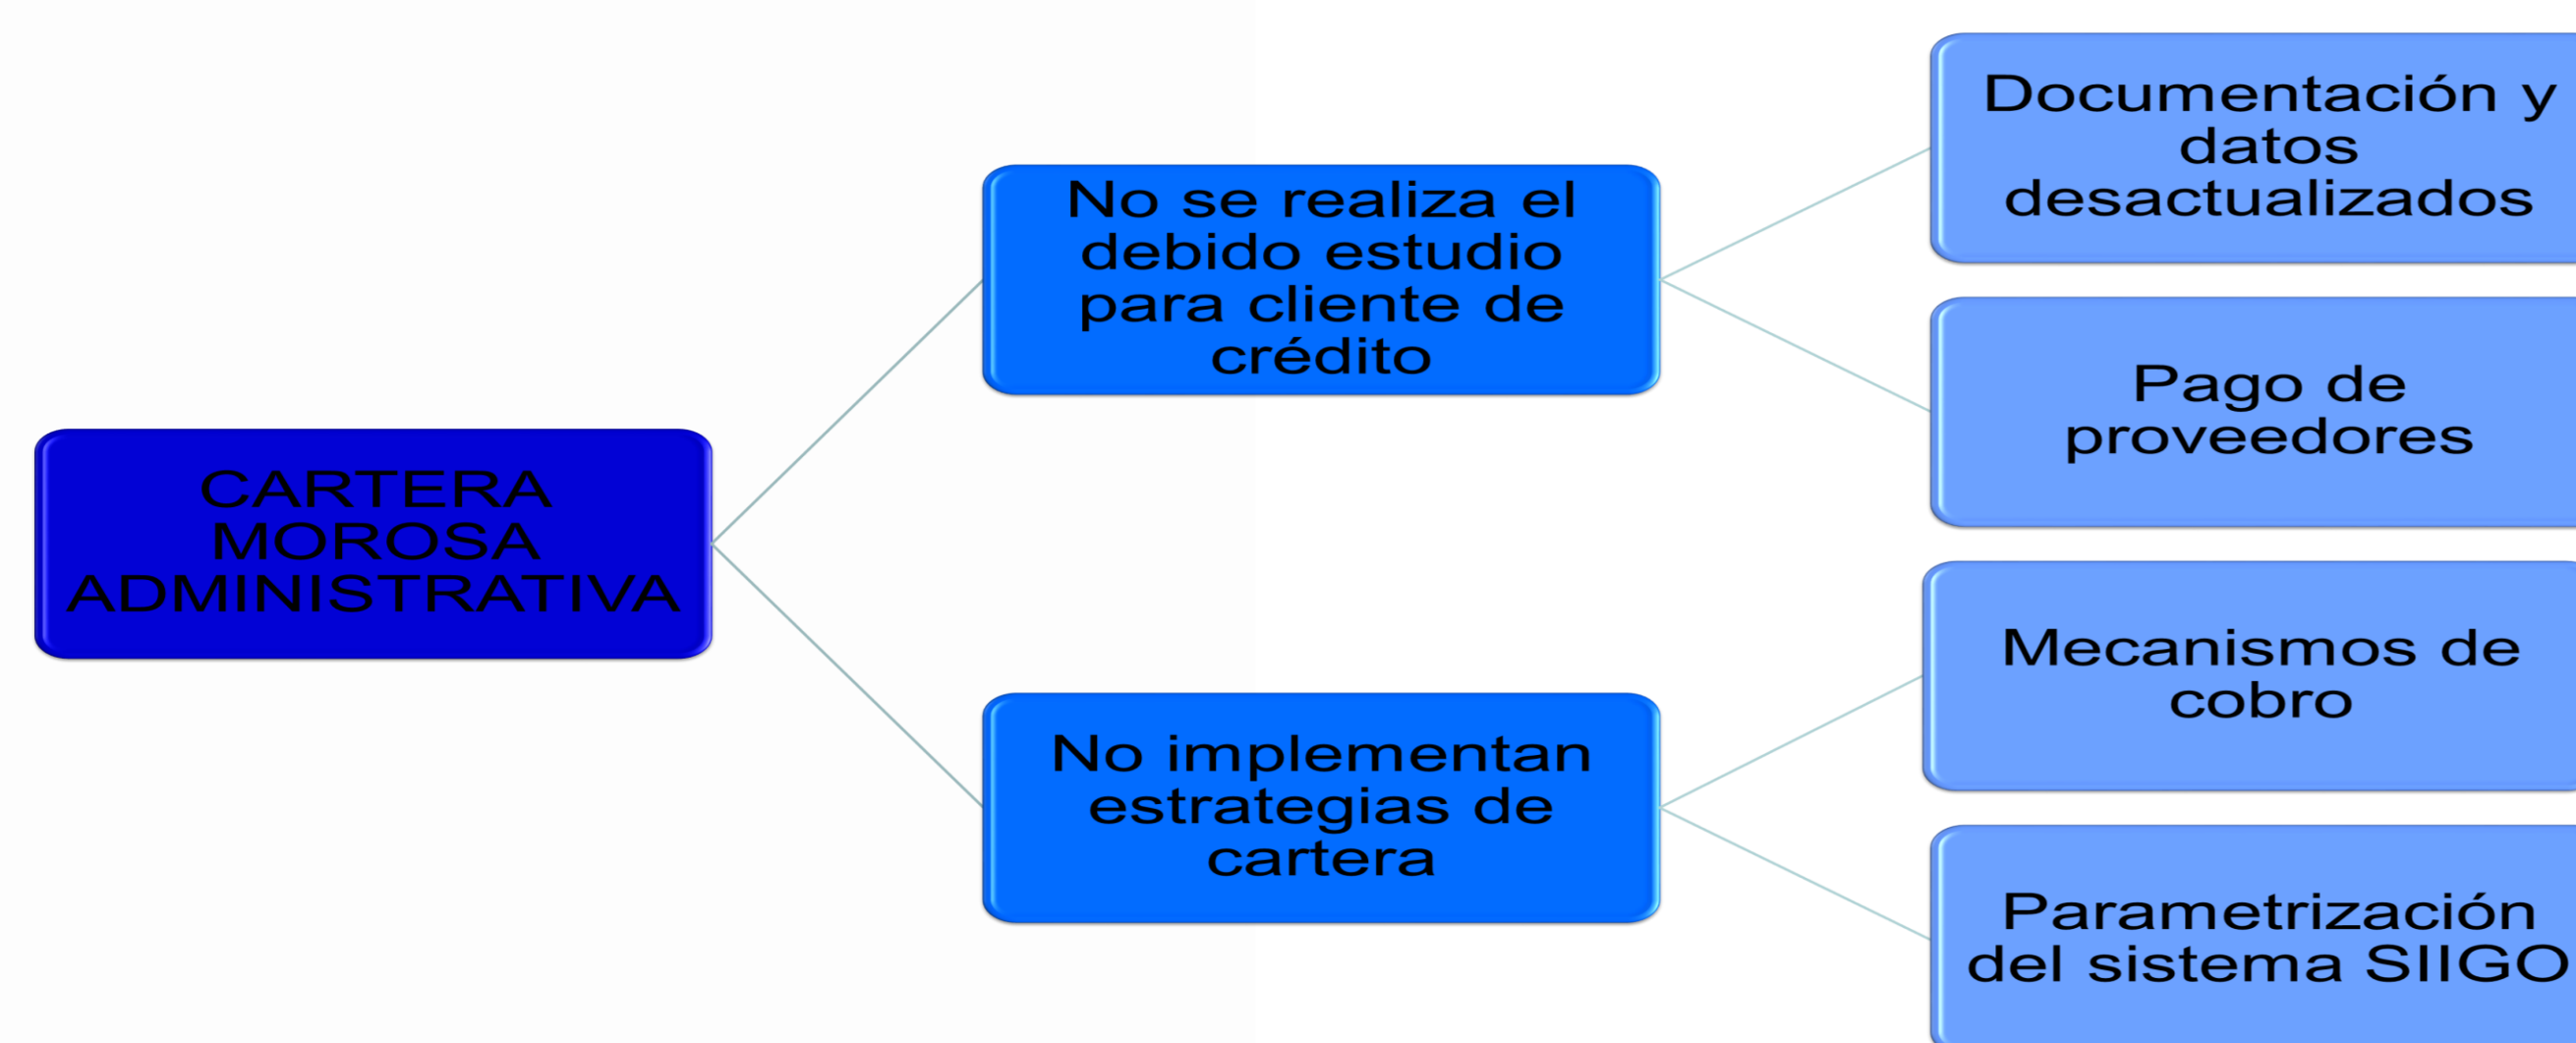 CARTERA
MOROSA
ADMINISTRATIVA
No se realiza el
debido estudio
para cliente de
crédito
No implementan
estrategias de
cartera
Documentación y
datos
desactualizados
Pago de
proveedores
Mecanismos de
cobro
Parametrización
del sistema SIIGO